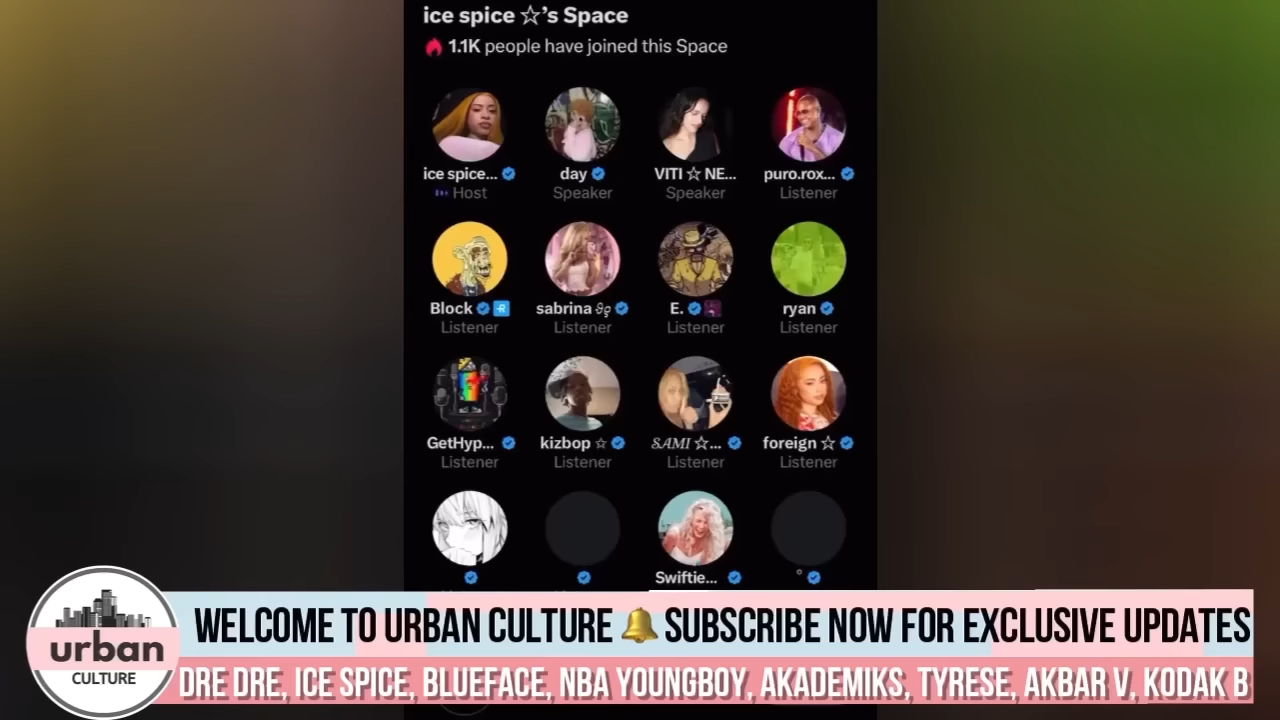 ice spice ☆'s Space
1.1K people have joined this Space
ice spice... day VITI ☆ NE... puro.rox...
Host Speaker Speaker Listener
Block sabrina E. ryan
Listener Listener Listener Listener
GetHyp... kizbop ☆ SAMI ☆... foreign ☆
Listener Listener Listener Listener
Swiftie...
WELCOME TO URBAN CULTURE 🔔 SUBSCRIBE NOW FOR EXCLUSIVE UPDATES
urban
CULTURE
DRE DRE, ICE SPICE, BLUEFACE, NBA YOUNGBOY, AKADEMIKS, TYRESE, AKBAR V, KODAK B